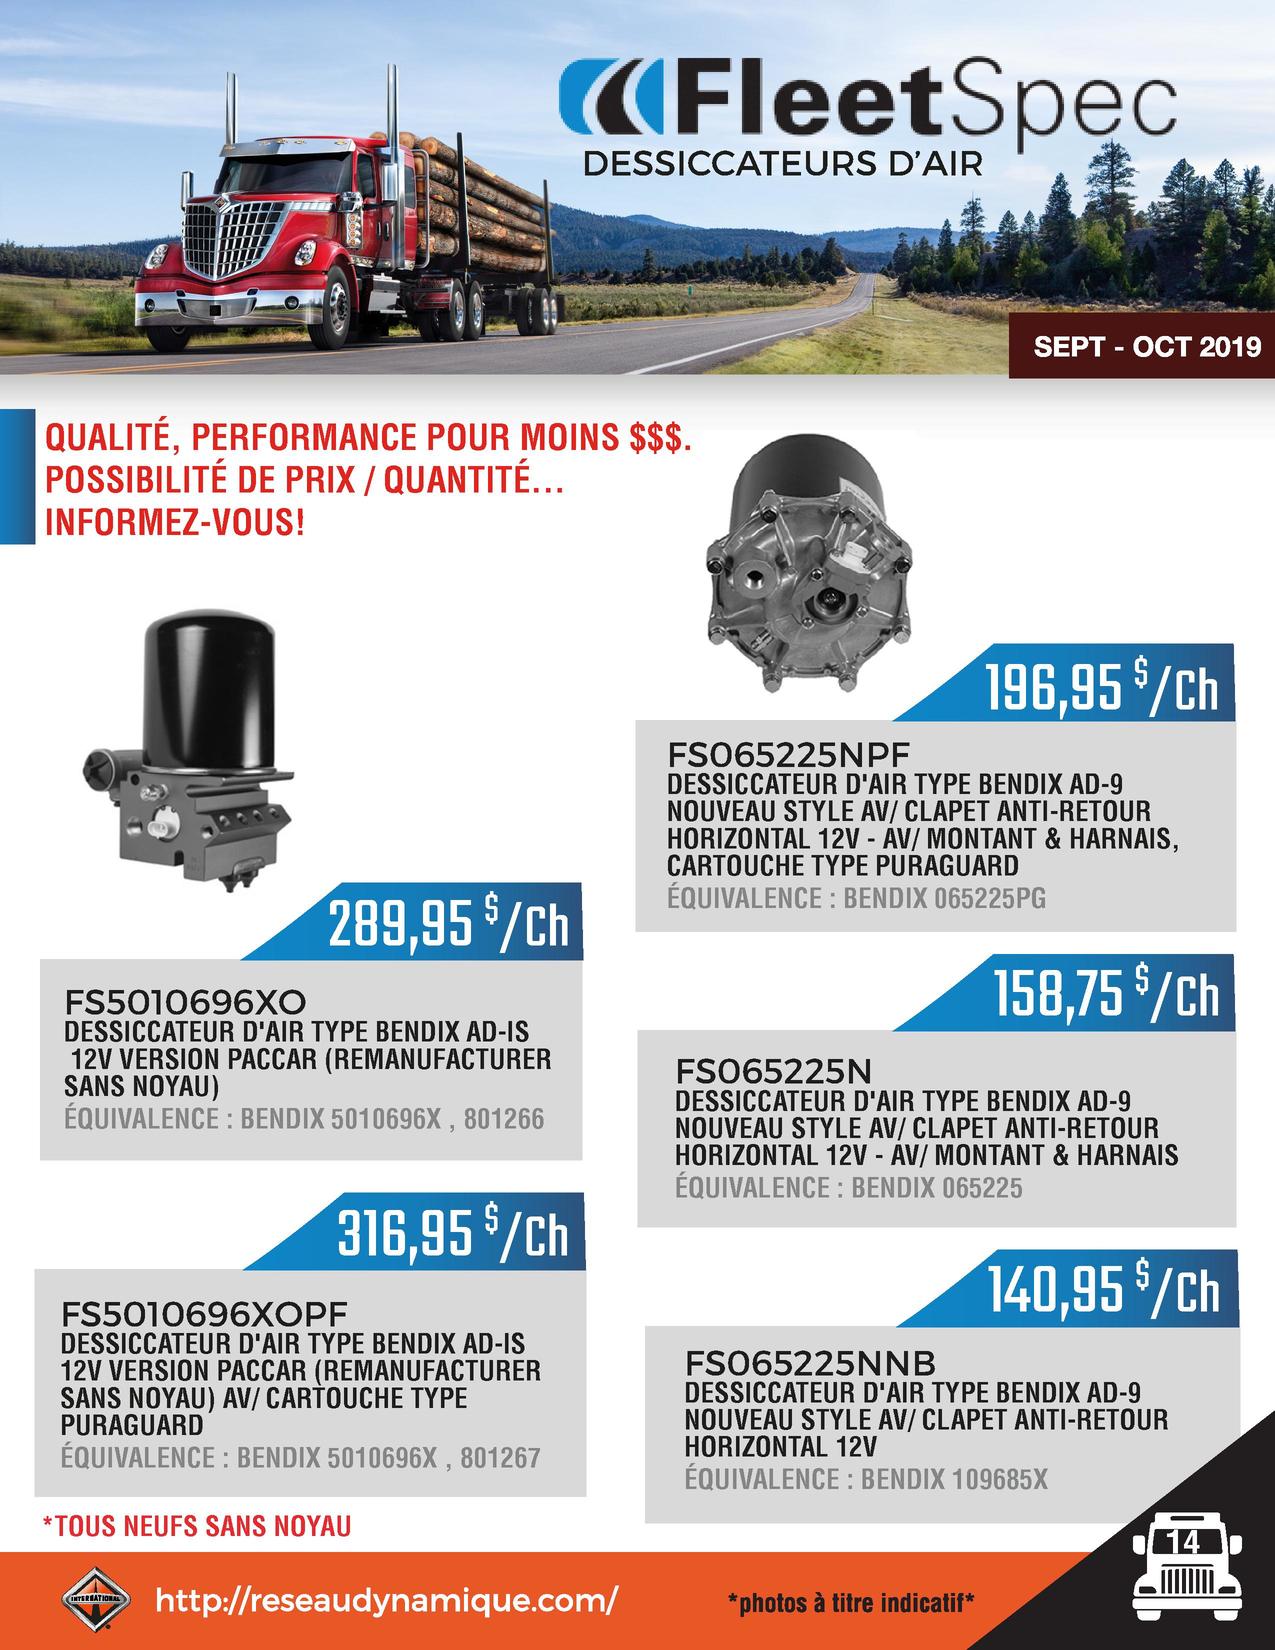 FleetSpec
DESSICCATEURS D'AIR
SEPT - OCT 2019
QUALITÉ, PERFORMANCE POUR MOINS $$$.
POSSIBILITÉ DE PRIX / QUANTITÉ...
INFORMEZ-VOUS!
289,95 $/Ch
FS5010696XO
DESSICCATEUR D'AIR TYPE BENDIX AD-IS
12V VERSION PACCAR (REMANUFACTURER
SANS NOYAU)
ÉQUIVALENCE : BENDIX 5010696X , 801266
316,95 $/Ch
FS5010696XOPF
DESSICCATEUR D'AIR TYPE BENDIX AD-IS
12V VERSION PACCAR (REMANUFACTURER
SANS NOYAU) AV/ CARTOUCHE TYPE
PURAGUARD
ÉQUIVALENCE : BENDIX 5010696X , 801267
*TOUS NEUFS SANS NOYAU
196,95 $/Ch
FS065225NPF
DESSICCATEUR D'AIR TYPE BENDIX AD-9
NOUVEAU STYLE AV/ CLAPET ANTI-RETOUR
HORIZONTAL 12V - AV/ MONTANT & HARNAIS,
CARTOUCHE TYPE PURAGUARD
ÉQUIVALENCE : BENDIX 065225PG
158,75 $/Ch
FS065225N
DESSICCATEUR D'AIR TYPE BENDIX AD-9
NOUVEAU STYLE AV/ CLAPET ANTI-RETOUR
HORIZONTAL 12V - AV/ MONTANT & HARNAIS
ÉQUIVALENCE : BENDIX 065225
140,95 $/Ch
FS065225NNB
DESSICCATEUR D'AIR TYPE BENDIX AD-9
NOUVEAU STYLE AV/ CLAPET ANTI-RETOUR
HORIZONTAL 12V
ÉQUIVALENCE : BENDIX 109685X
14
INTERNATIONAL
http://reseaudynamique.com/
*photos à titre indicatif*